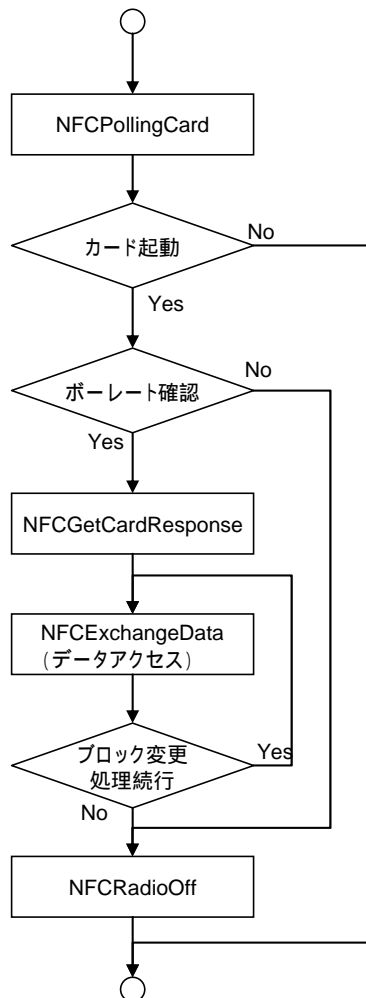 NFCPollingCard
カード起動
No
Yes
ボーレート確認
No
Yes
NFCGetCardResponse
NFCExchangeData
(データアクセス)
ブロック変更
処理続行
Yes
No
NFCRadioOff